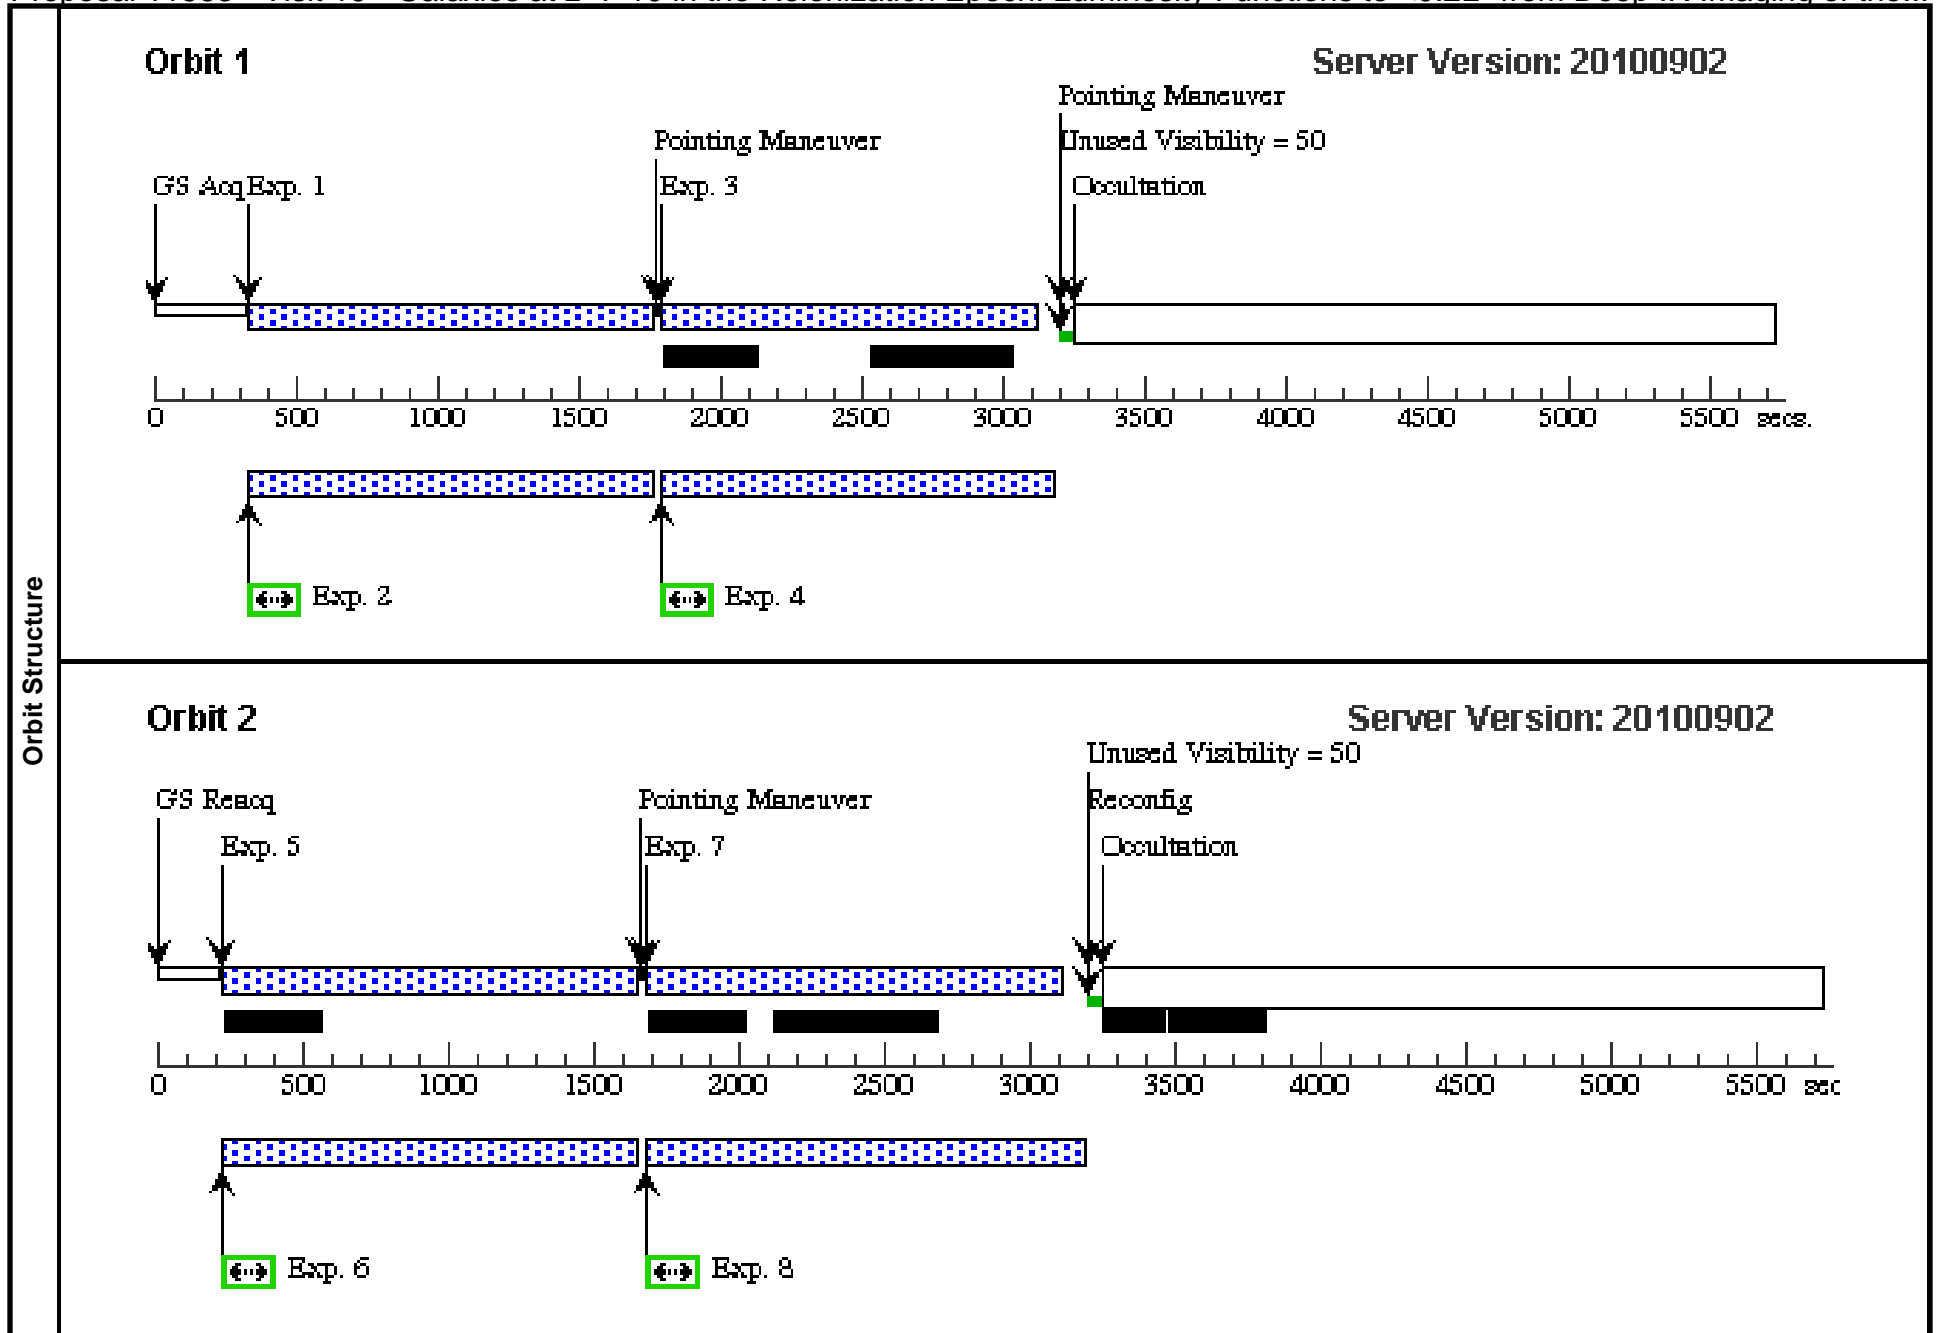 Orbit Structure
Orbit 1
Server Version: 20100902
Pointing Maneuver
Pointing Maneuver
Unused Visibility = 50
GS Acq
Exp. 1
Exp. 3
Occultation
0 500 1000 1500 2000 2500 3000 3500 4000 4500 5000 5500 secs.
Exp. 2
Exp. 4
Orbit 2
Server Version: 20100902
Unused Visibility = 50
GS Reacq
Pointing Maneuver
Reconfig
Exp. 5
Exp. 7
Occultation
0 500 1000 1500 2000 2500 3000 3500 4000 4500 5000 5500 sec
Exp. 6
Exp. 8